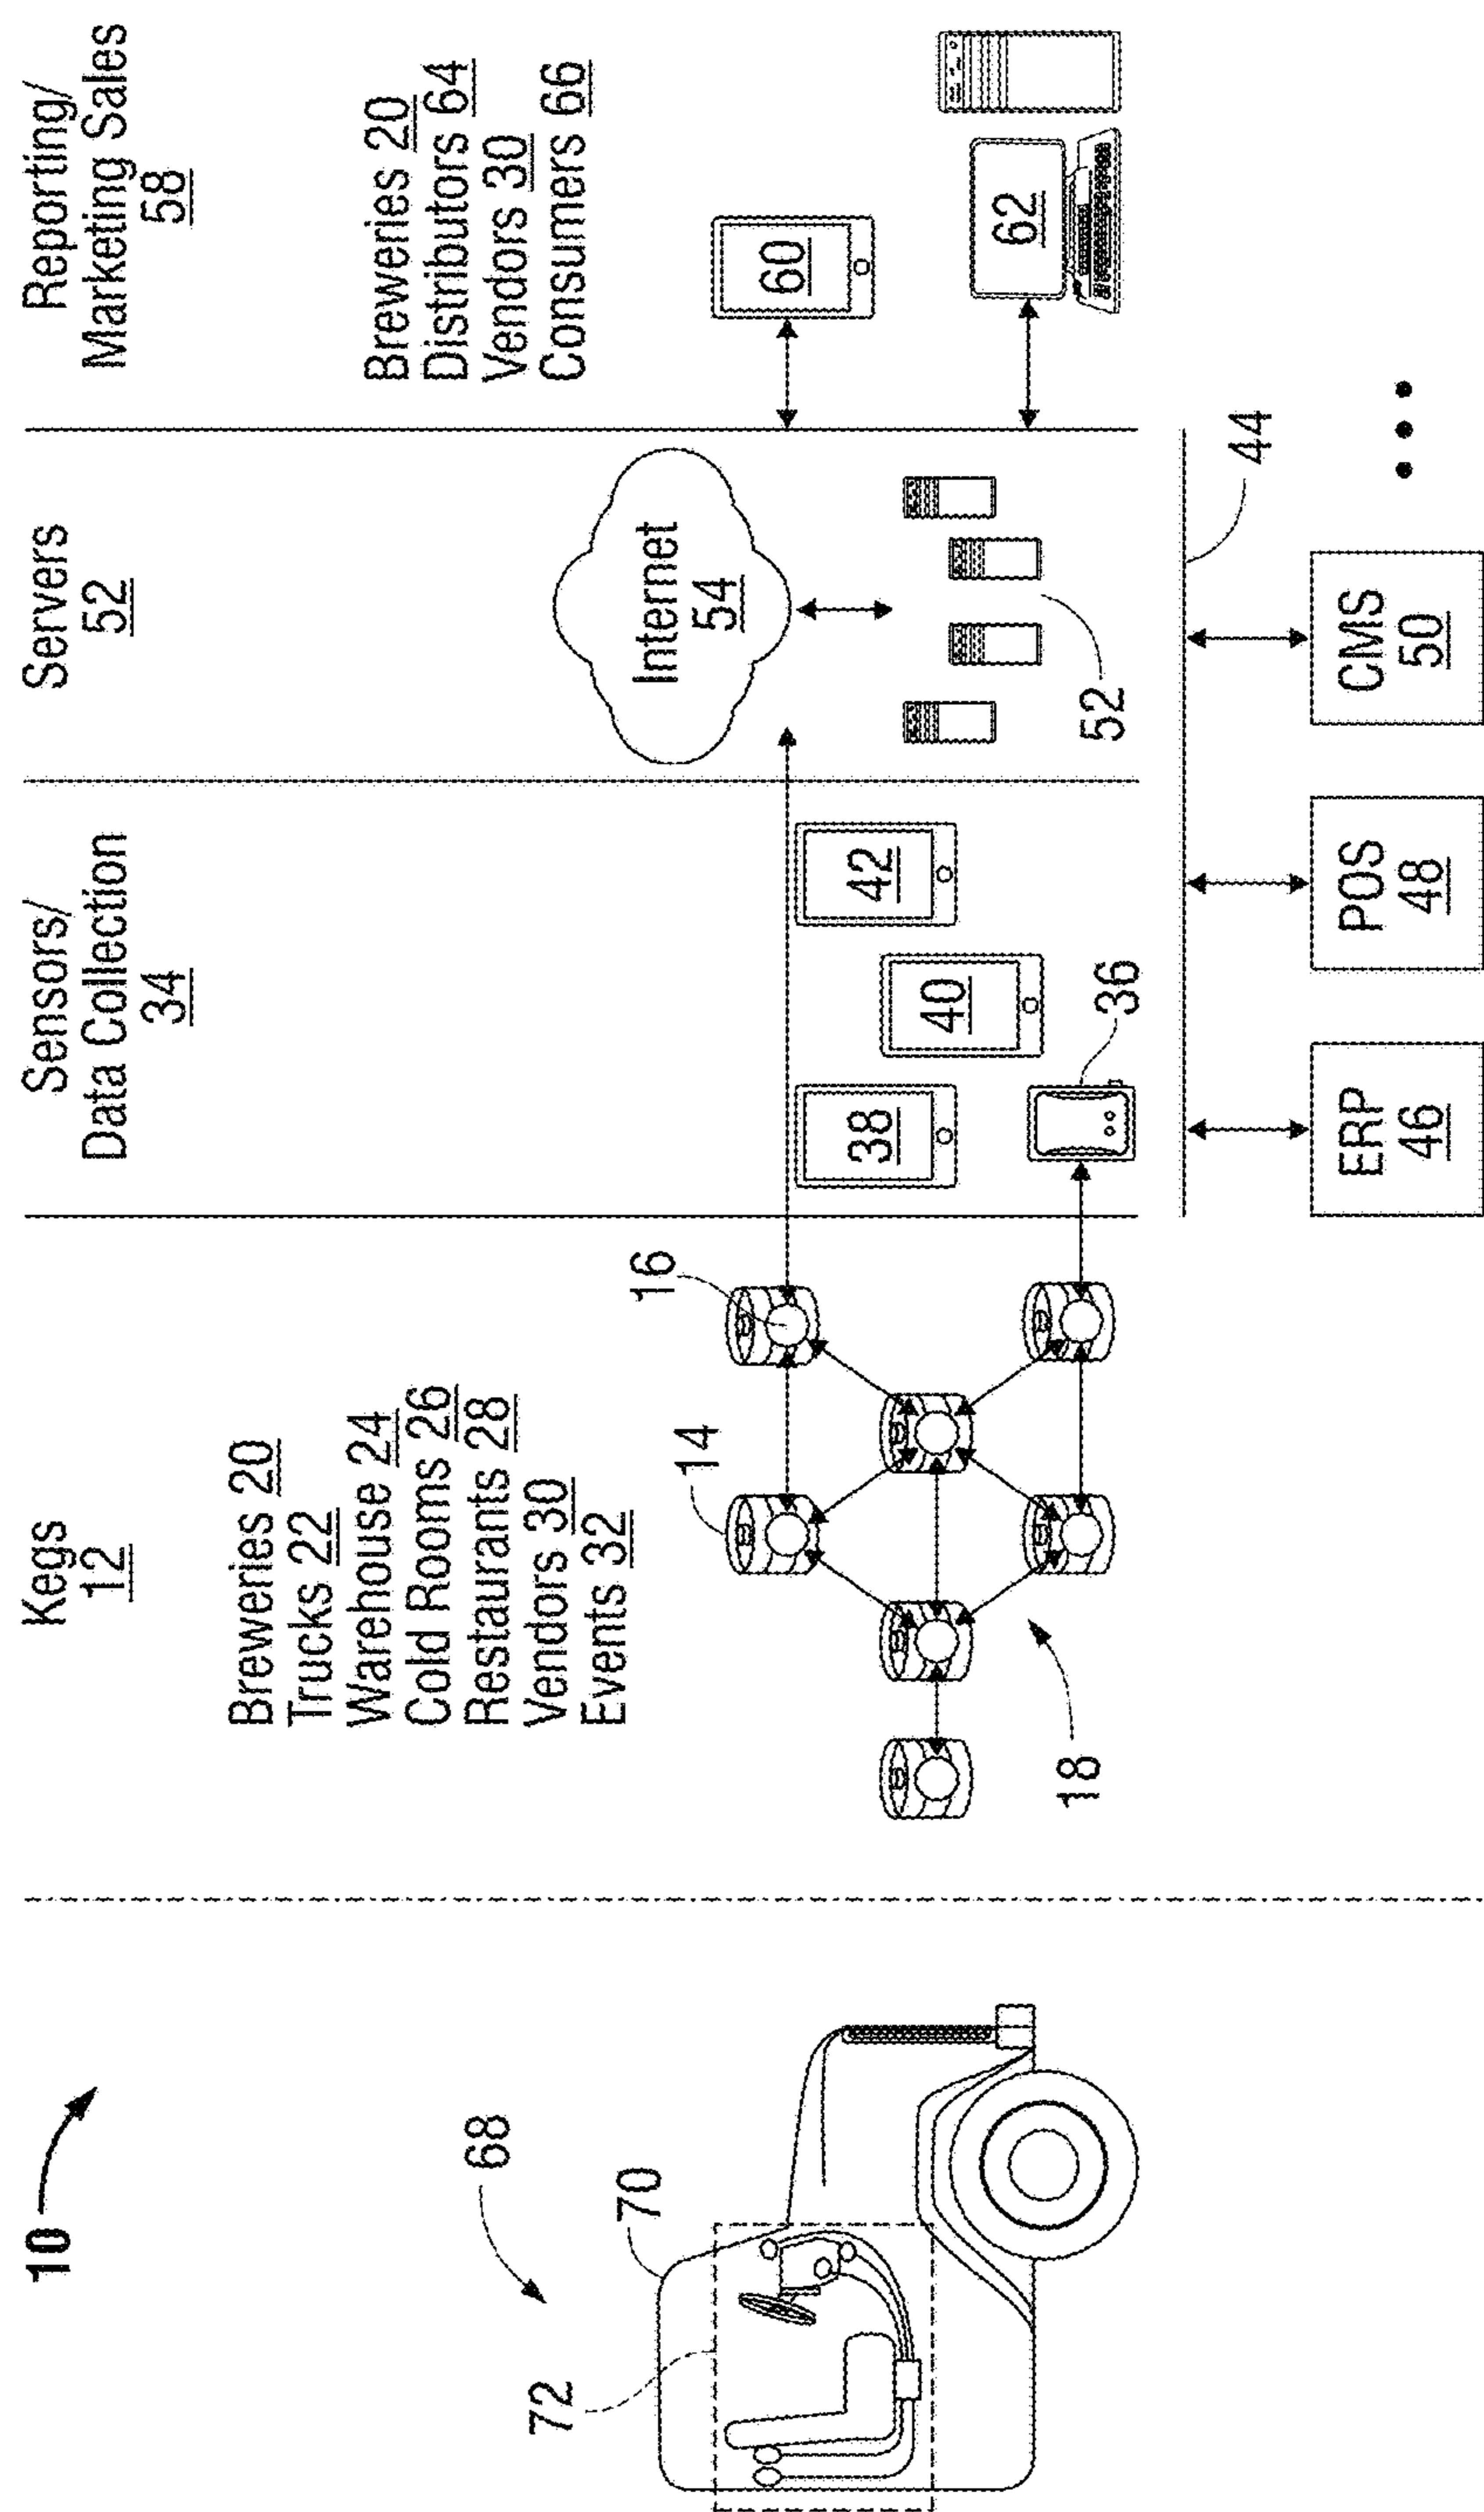 10
68
70
72
Kegs
12
Breweries 20
Trucks 22
Warehouse 24
Cold Rooms 26
Restaurants 28
Vendors 30
Events 32
14
16
18
Sensors/
Data Collection
34
38
40
42
36
Servers
52
Internet
54
52
Reporting/
Marketing Sales
58
Breweries 20
Distributors 64
Vendors 30
Consumers 66
60
62
44
ERP
46
POS
48
CMS
50